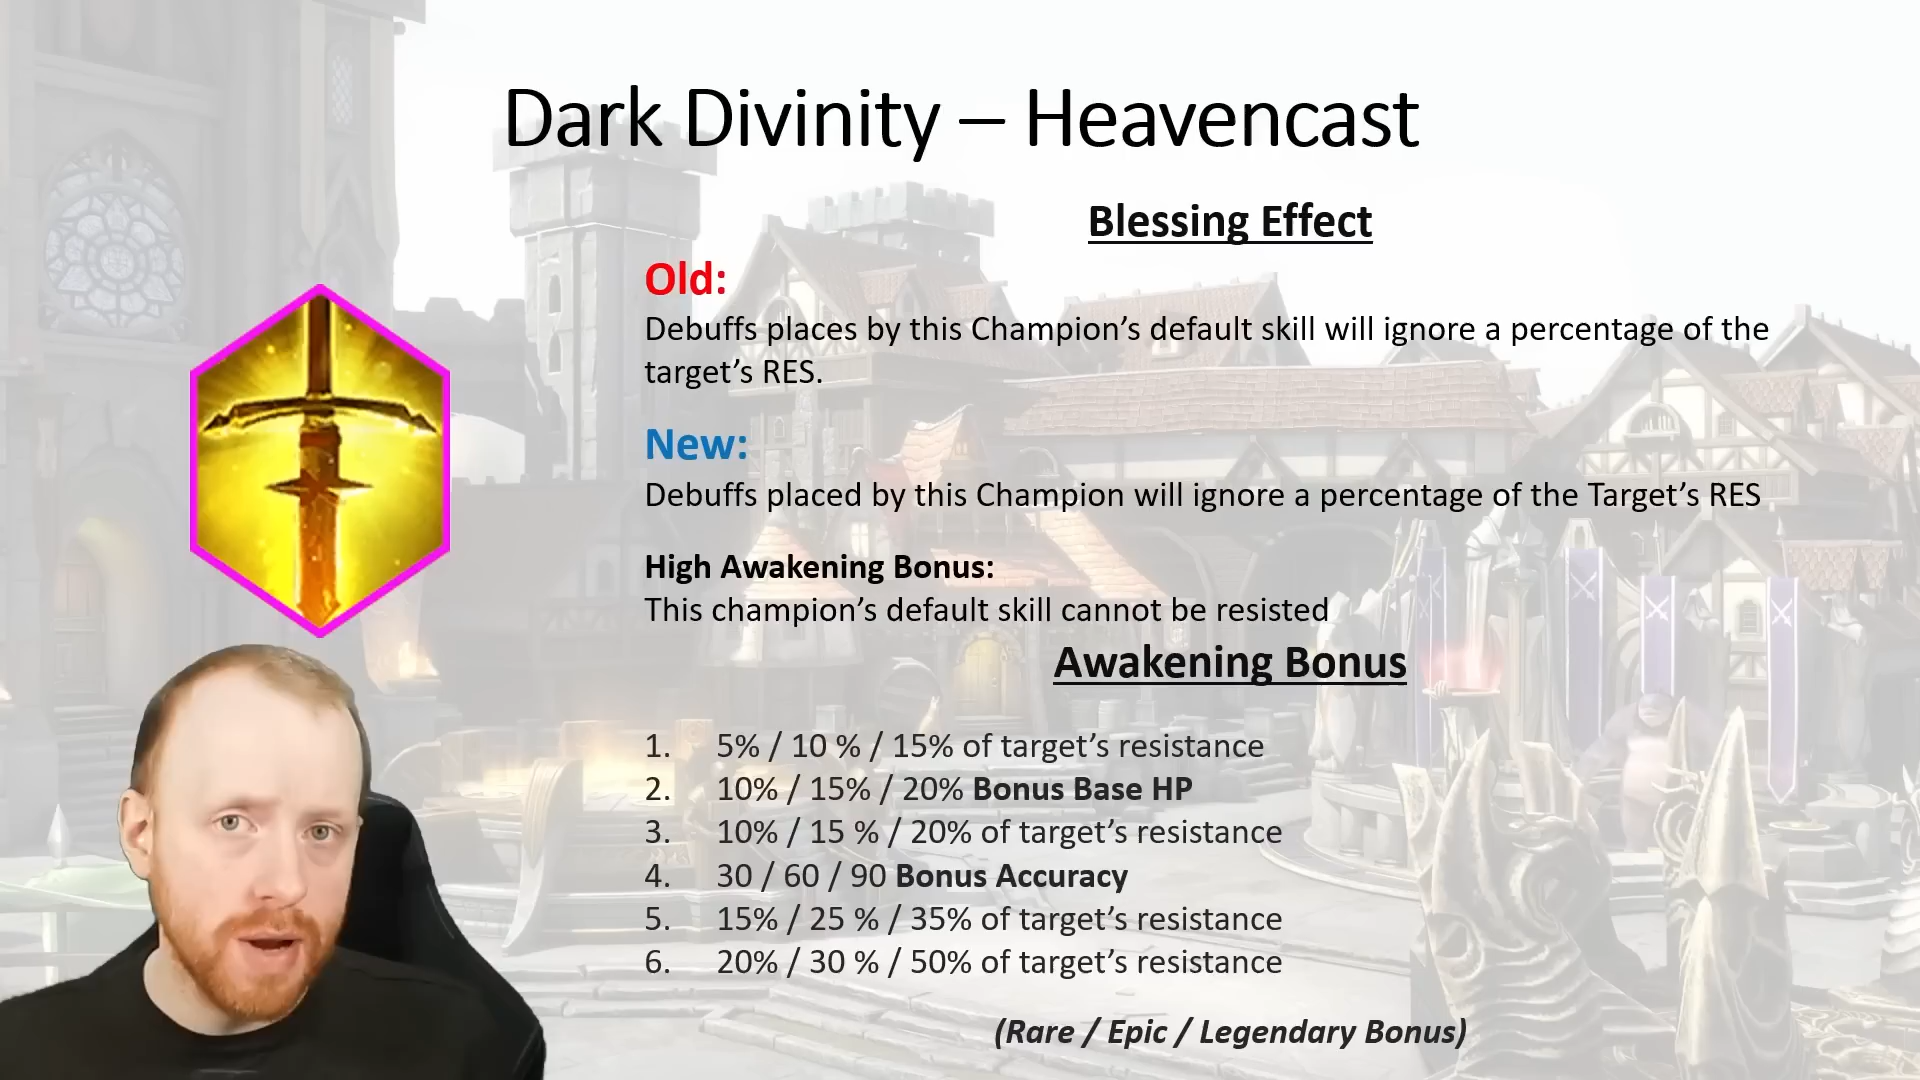 Dark Divinity – Heavencast
Blessing Effect
Old:
Debuffs places by this Champion’s default skill will ignore a percentage of the
target’s RES.
New:
Debuffs placed by this Champion will ignore a percentage of the Target’s RES
High Awakening Bonus:
This champion’s default skill cannot be resisted
Awakening Bonus
1. 5% / 10 % / 15% of target’s resistance
2. 10% / 15% / 20% Bonus Base HP
3. 10% / 15 % / 20% of target’s resistance
4. 30 / 60 / 90 Bonus Accuracy
5. 15% / 25 % / 35% of target’s resistance
6. 20% / 30 % / 50% of target’s resistance
(Rare / Epic / Legendary Bonus)